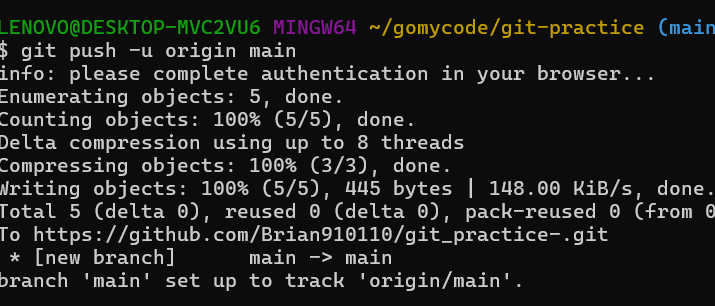 LENOVO@DESKTOP-MVC2VU6 MINGW64 ~/gomycode/git-practice (main
$ git push -u origin main
info: please complete authentication in your browser...
Enumerating objects: 5, done.
Counting objects: 100% (5/5), done.
Delta compression using up to 8 threads
Compressing objects: 100% (3/3), done.
Writing objects: 100% (5/5), 445 bytes | 148.00 KiB/s, done.
Total 5 (delta 0), reused 0 (delta 0), pack-reused 0 (from 0
To https://github.com/Brian910110/git_practice-.git
 * [new branch]      main -> main
branch 'main' set up to track 'origin/main'.